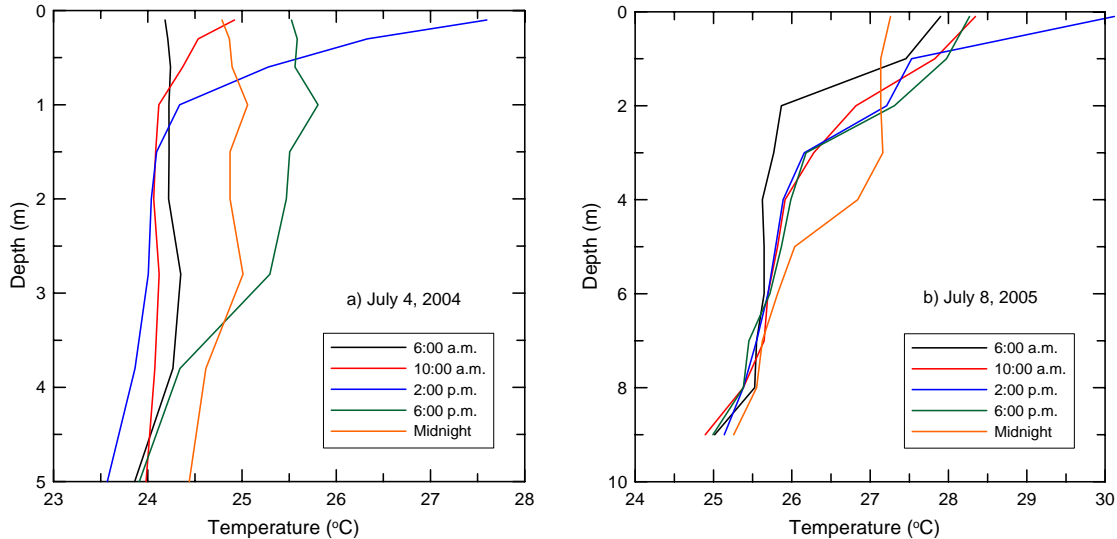 0
1
2
3
4
5
Depth (m)
23 24 25 26 27 28
Temperature (°C)
a) July 4, 2004
6:00 a.m.
10:00 a.m.
2:00 p.m.
6:00 p.m.
Midnight
0
2
4
6
8
10
Depth (m)
24 25 26 27 28 29 30
Temperature (°C)
b) July 8, 2005
6:00 a.m.
10:00 a.m.
2:00 p.m.
6:00 p.m.
Midnight